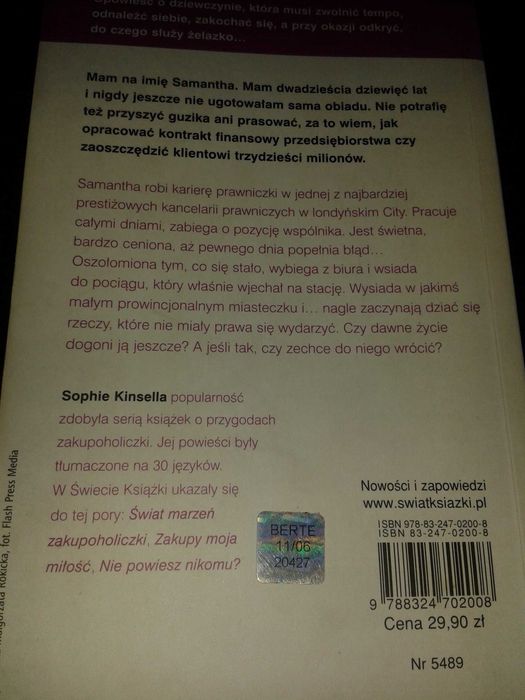 Opowieść o dziewczynie, która musi zwolnić tempo,
odnaleźć siebie, zakochać się, a przy okazji odkryć,
do czego służy żelazko...
Mam na imię Samantha. Mam dwadzieścia dziewięć lat
i nigdy jeszcze nie ugotowałam sama obiadu. Nie potrafię
też przyszyć guzika ani prasować, za to wiem, jak
opracować kontrakt finansowy przedsiębiorstwa czy
zaoszczędzić klientowi trzydzieści milionów.
Samantha robi karierę prawniczki w jednej z najbardziej
prestiżowych kancelarii prawniczych w londyńskim City. Pracuje
całymi dniami, zabiega o pozycję wspólnika. Jest świetna,
bardzo ceniona, aż pewnego dnia popełnia błąd...
Oszołomiona tym, co się stało, wybiega z biura i wsiada
do pociągu, który właśnie wjechał na stację. Wysiada w jakimś
małym prowincjonalnym miasteczku i... nagle zaczynają dziać się
rzeczy, które nie miały prawa się wydarzyć. Czy dawne życie
dogoni ją jeszcze? A jeśli tak, czy zechce do niego wrócić?
Sophie Kinsella popularność
zdobyła serią książek o przygodach
zakupoholiczki. Jej powieści były
tłumaczone na 30 języków.
W Świecie Książki ukazały się
do tej pory: Świat marzeń
zakupoholiczki, Zakupy moja
miłość, Nie powiesz nikomu?
Rokicka, fot. Flash Press Media
BERTE
11/06
20427
Nowości i zapowiedzi
www.swiatksiazki.pl
ISBN 978-83-247-0200-8
ISBN 83-247-0200-8
9 788324 702008
Cena 29,90 zł
Nr 5489